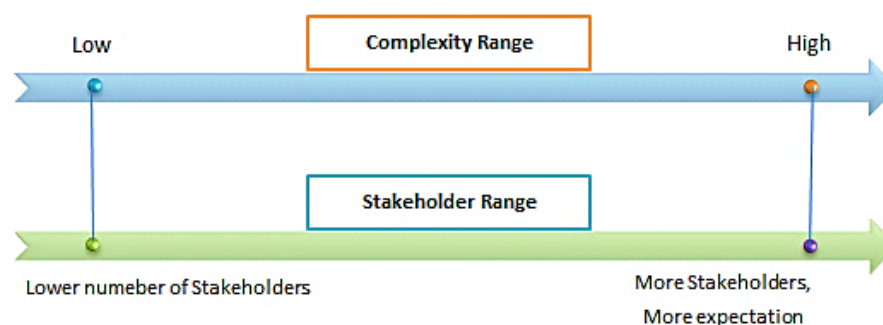 Low
Complexity Range
High
Stakeholder Range
Lower numeber of Stakeholders
More Stakeholders,
More expectation